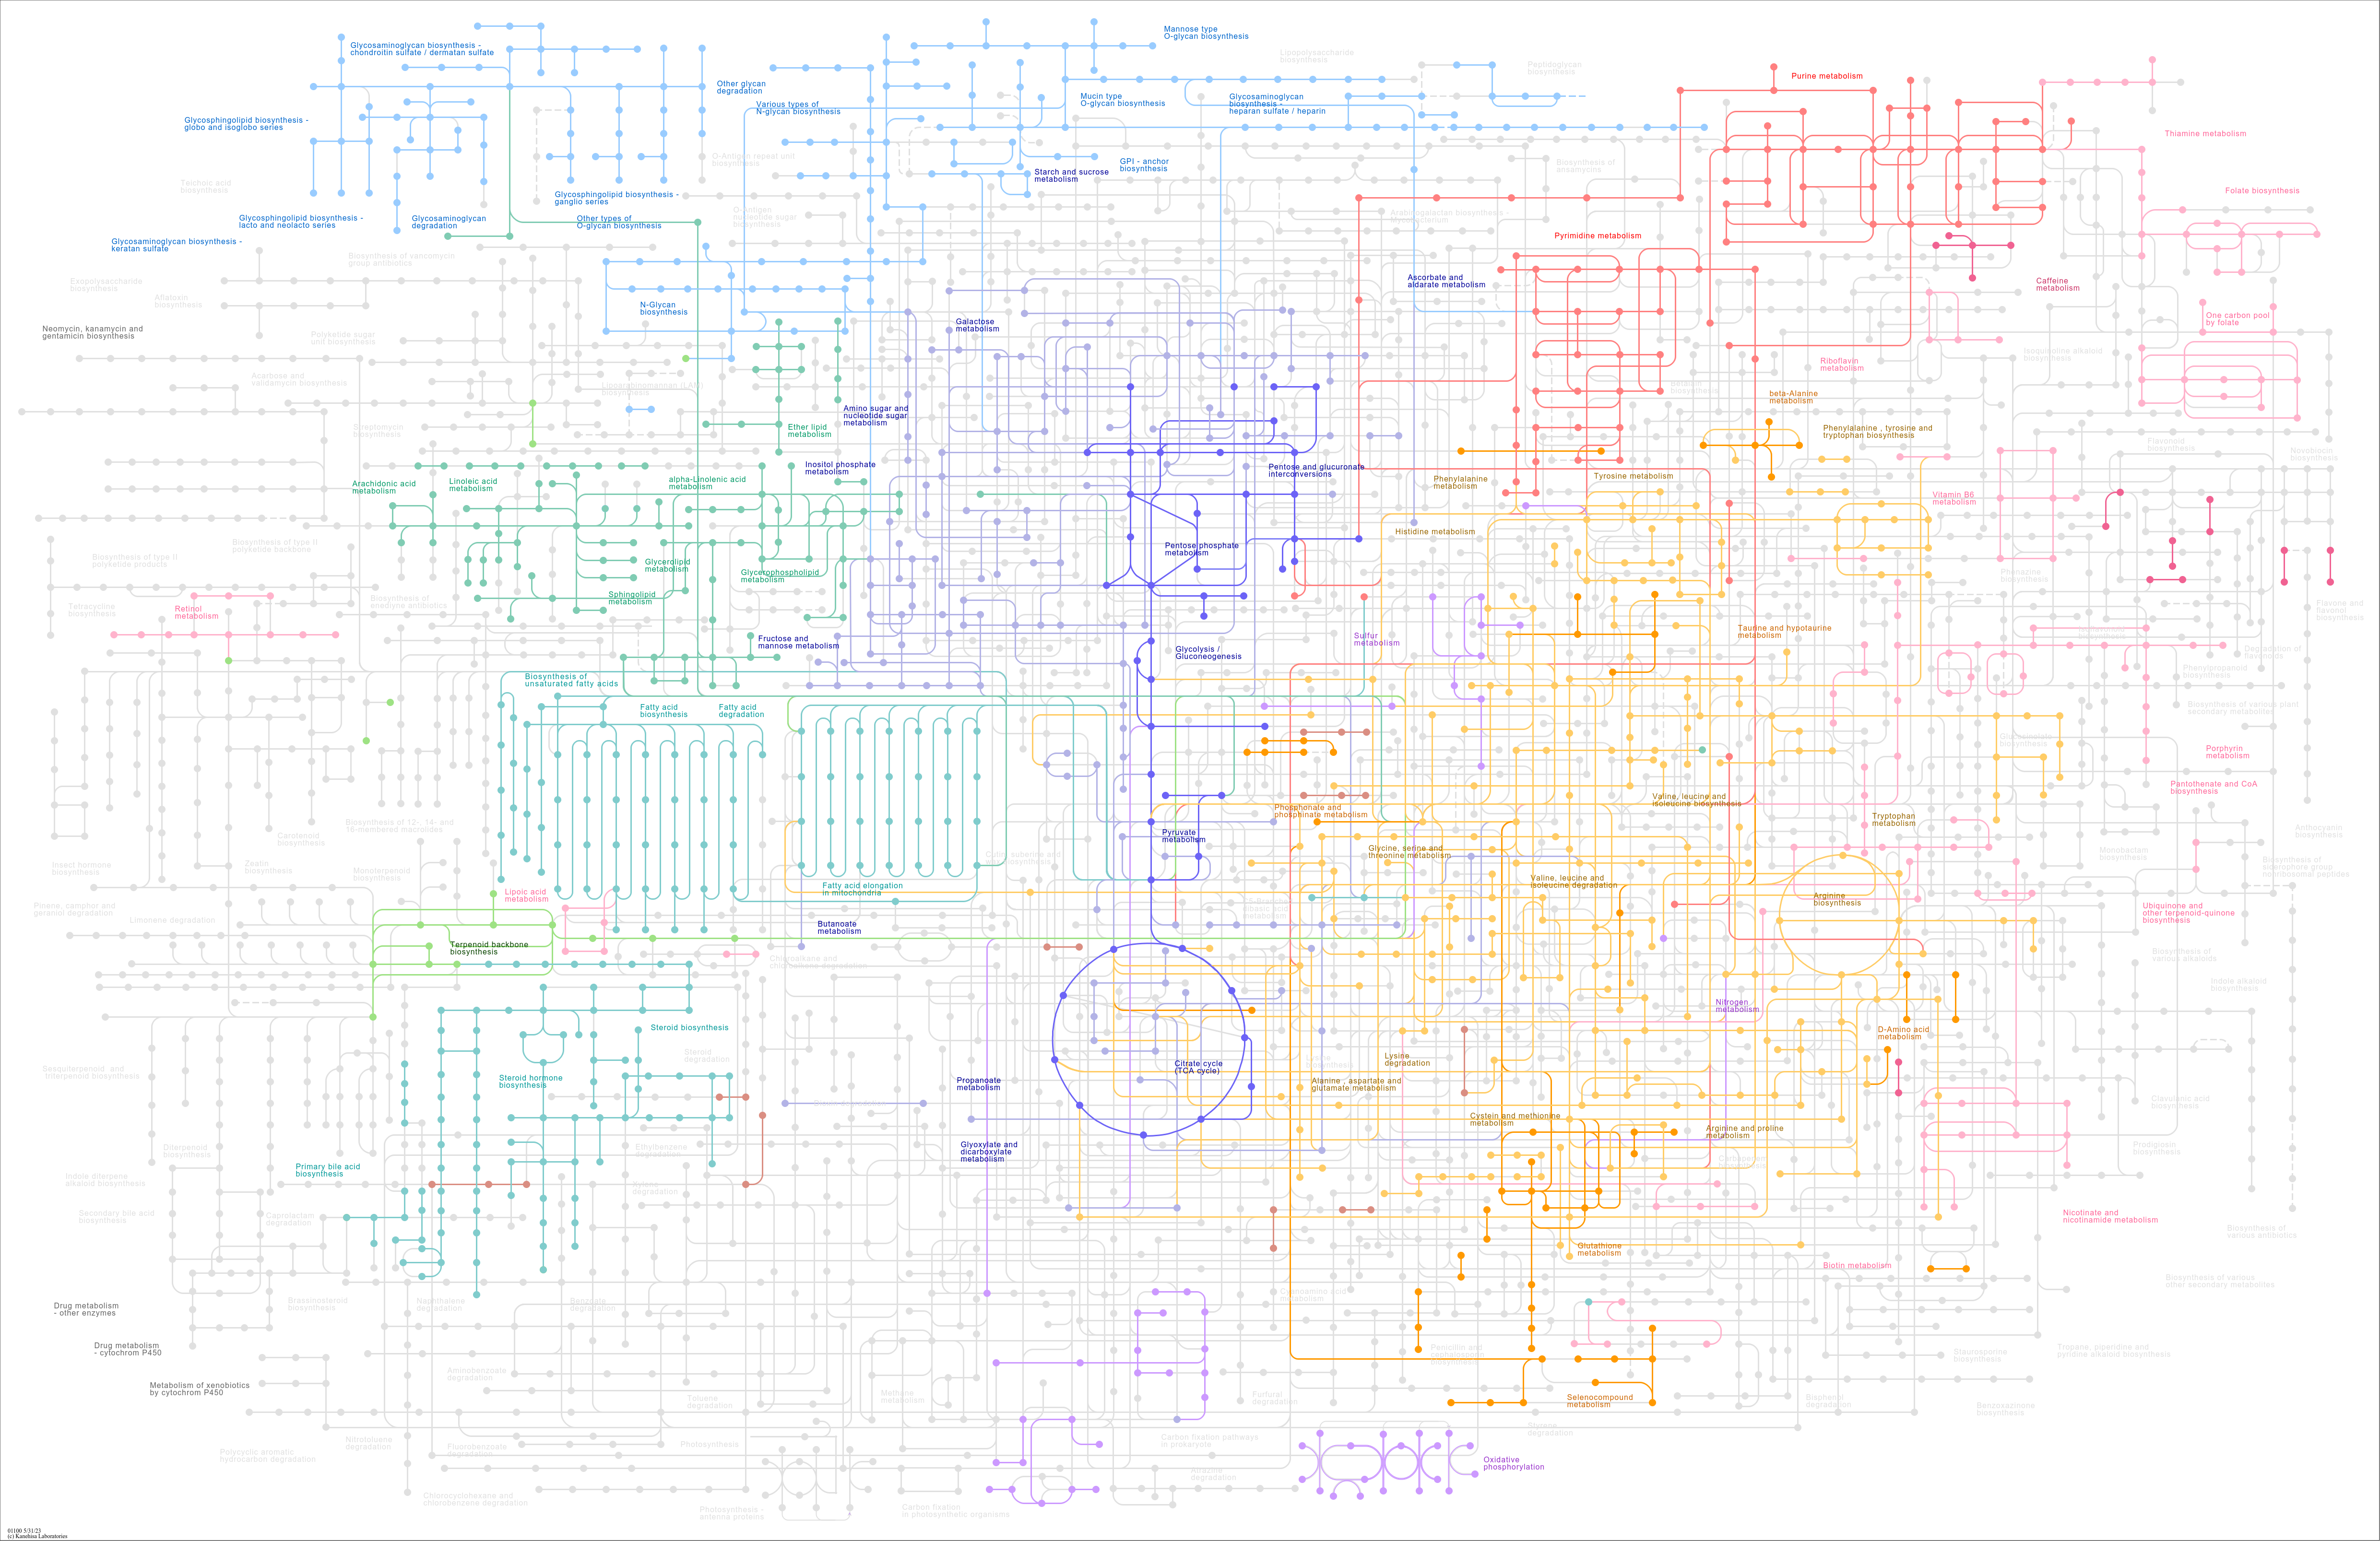 Glycosaminoglycan biosynthesis -
chondroitin sulfate / dermatan sulfate
Mannose type
O-glycan biosynthesis
Lipopolysaccharide
biosynthesis
Peptidoglycan
biosynthesis
Purine metabolism
Other glycan
degradation
Various types of
N-glycan biosynthesis
Mucin type
O-glycan biosynthesis
Glycosaminoglycan
biosynthesis -
heparan sulfate / heparin
Glycosphingolipid biosynthesis -
globo and isoglobo series
Thiamine metabolism
O-Antigen repeat unit
biosynthesis
GPI - anchor
biosynthesis
Biosynthesis of
ansamycins
Starch and sucrose
metabolism
Teichoic acid
biosynthesis
Folate biosynthesis
Glycosphingolipid biosynthesis -
ganglio series
Glycosphingolipid biosynthesis -
lacto and neolacto series
Glycosaminoglycan
degradation
Other types of
O-glycan biosynthesis
O-Antigen
nucleotide sugar
biosynthesis
Arabinogalactan biosynthesis -
Mycobacterium
Glycosaminoglycan biosynthesis -
keratan sulfate
Pyrimidine metabolism
Biosynthesis of vancomycin
group antibiotics
Exopolysaccharide
biosynthesis
Ascorbate and
aldarate metabolism
Caffeine
metabolism
Aflatoxin
biosynthesis
N-Glycan
biosynthesis
One carbon pool
by folate
Galactose
metabolism
Neomycin, kanamycin and
gentamicin biosynthesis
Polyketide sugar
unit biosynthesis
Isoquinoline alkaloid
biosynthesis
Riboflavin
metabolism
Acarbose and
validamycin biosynthesis
Lipoarabinomannan (LAM)
biosynthesis
Betalain
biosynthesis
beta-Alanine
metabolism
Amino sugar and
nucleotide sugar
metabolism
Streptomycin
biosynthesis
Ether lipid
metabolism
Phenylalanine , tyrosine and
tryptophan biosynthesis
Flavonoid
biosynthesis
Novobiocin
biosynthesis
Inositol phosphate
metabolism
Pentose and glucuronate
interconversions
Arachidonic acid
metabolism
Linoleic acid
metabolism
alpha-Linolenic acid
metabolism
Phenylalanine
metabolism
Tyrosine metabolism
Vitamin B6
metabolism
Histidine metabolism
Biosynthesis of type II
polyketide backbone
Biosynthesis of type II
polyketide products
Pentose phosphate
metabolism
Glycerolipid
metabolism
Glycerophospholipid
metabolism
Phenazine
biosynthesis
Sphingolipid
metabolism
Biosynthesis of
enediyne antibiotics
Tetracycline
biosynthesis
Retinol
metabolism
Flavone and
flavonol
biosynthesis
Fructose and
mannose metabolism
Sulfur
metabolism
Taurine and hypotaurine
metabolism
Glycolysis /
Gluconeogenesis
Degradation of
flavonoids
Phenylpropanoid
biosynthesis
Biosynthesis of
unsaturated fatty acids
Biosynthesis of various plant
secondary metabolites
Fatty acid
biosynthesis
Fatty acid
degradation
Glucosinolate
biosynthesis
Porphyrin
metabolism
Pantothenate and CoA
biosynthesis
Valine, leucine and
isoleucine biosynthesis
Phosphonate and
phosphinate metabolism
Tryptophan
metabolism
Biosynthesis of 12-, 14- and
16-membered macrolides
Carotenoid
biosynthesis
Pyruvate
metabolism
Anthocyanin
biosynthesis
Glycine, serine and
threonine metabolism
Monobactam
biosynthesis
Cutin, suberine and
wax biosynthesis
Insect hormone
biosynthesis
Zeatin
biosynthesis
Monoterpenoid
biosynthesis
Biosynthesis of
siderophore group
nonribosomal peptides
Valine, leucine and
isoleucine degradation
Fatty acid elongation
in mitochondria
Lipoic acid
metabolism
Arginine
biosynthesis
Pinene, camphor and
geraniol degradation
Limonene degradation
Ubiquinone and
other terpenoid-quinone
biosynthesis
Butanoate
metabolism
Terpenoid backbone
biosynthesis
Biosynthesis of
various alkaloids
Chloroalkane and
chloroalkene degradation
Indole alkaloid
biosynthesis
Nitrogen
metabolism
Steroid biosynthesis
D-Amino acid
metabolism
Steroid
degradation
Lysine
biosynthesis
Lysine
degradation
Citrate cycle
(TCA cycle)
Sesquiterpenoid and
triterpenoid biosynthesis
Steroid hormone
biosynthesis
Propanoate
metabolism
Alanine , aspartate and
glutamate metabolism
Clavulanic acid
biosynthesis
Cystein and methionine
metabolism
Arginine and proline
metabolism
Glyoxylate and
dicarboxylate
metabolism
Diterpenoid
biosynthesis
Ethylbenzene
degradation
Prodigiosin
biosynthesis
Carbapenem
biosynthesis
Primary bile acid
biosynthesis
Indole diterpene
alkaloid biosynthesis
Xylene
degradation
Secondary bile acid
biosynthesis
Caprolactam
degradation
Nicotinate and
nicotinamide metabolism
Biosynthesis of
various antibiotics
Glutathione
metabolism
Biotin metabolism
Biosynthesis of various
other secondary metabolites
Cyanoamino acid
metabolism
Drug metabolism
- other enzymes
Brassinosteroid
biosynthesis
Naphthalene
degradation
Benzoate
degradation
Drug metabolism
- cytochrom P450
Penicillin and
cephalosporin
biosynthesis
Staurosporine
biosynthesis
Tropane, piperidine and
pyridine alkaloid biosynthesis
Aminobenzoate
degradation
Metabolism of xenobiotics
by cytochrom P450
Toluene
degradation
Methane
metabolism
Furfural
degradation
Selenocompound
metabolism
Bisphenol
degradation
Benzoxazinone
biosynthesis
Styrene
degradation
Nitrotoluene
degradation
Fluorobenzoate
degradation
Photosynthesis
Carbon fixation pathways
in prokaryote
Polycyclic aromatic
hydrocarbon degradation
Oxidative
phosphorylation
Atrazine
degradation
Chlorocyclohexane and
chlorobenzene degradation
Photosynthesis -
antenna proteins
Carbon fixation
in photosynthetic organisms
01100 5/31/23
(c) Kanehisa Laboratories